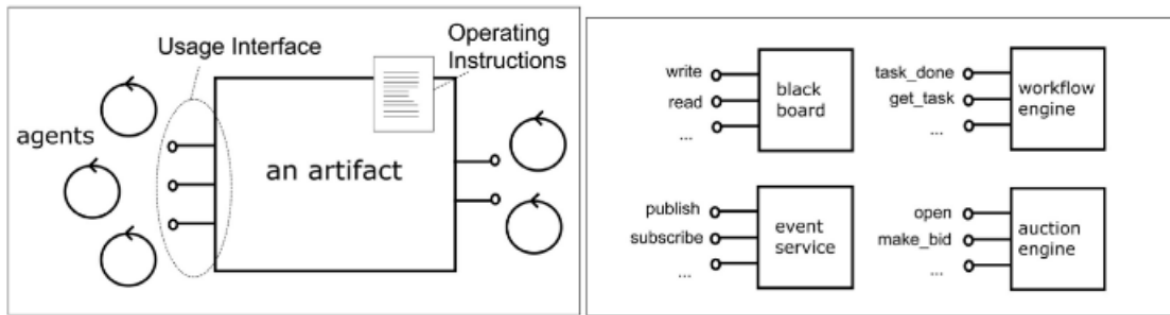 Usage Interface
Operating
Instructions
agents
an artifact
write
read
...
black
board
task_done
get_task
...
workflow
engine
publish
subscribe
...
event
service
open
make_bid
...
auction
engine